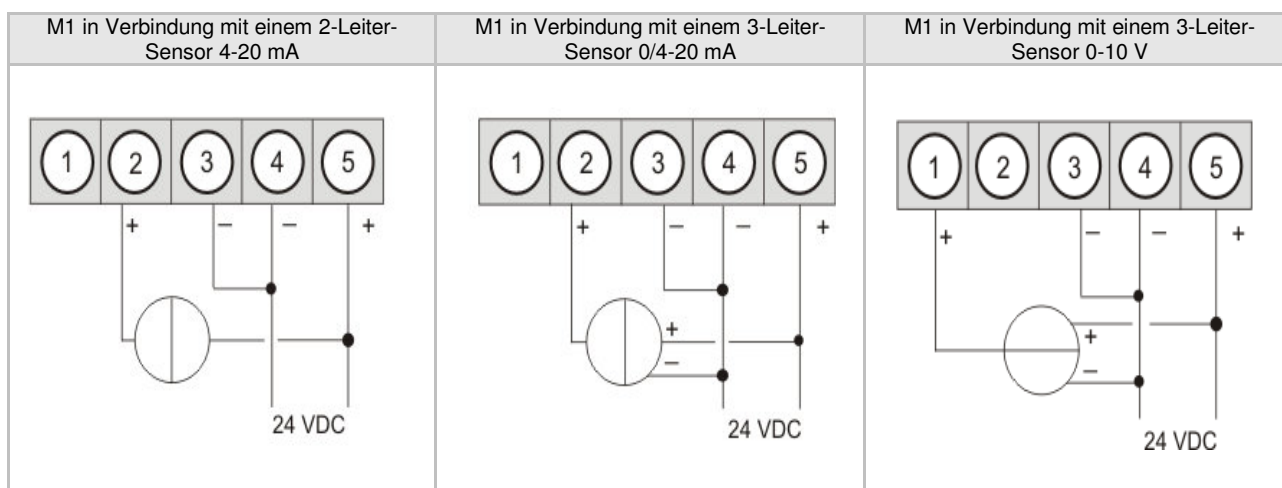 M1 in Verbindung mit einem 2-Leiter-
Sensor 4-20 mA
M1 in Verbindung mit einem 3-Leiter-
Sensor 0/4-20 mA
M1 in Verbindung mit einem 3-Leiter-
Sensor 0-10 V
1 2 3 4 5
+ – – +
24 VDC
1 2 3 4 5
+ – – +
+
–
24 VDC
1 2 3 4 5
+ – – +
+
–
24 VDC